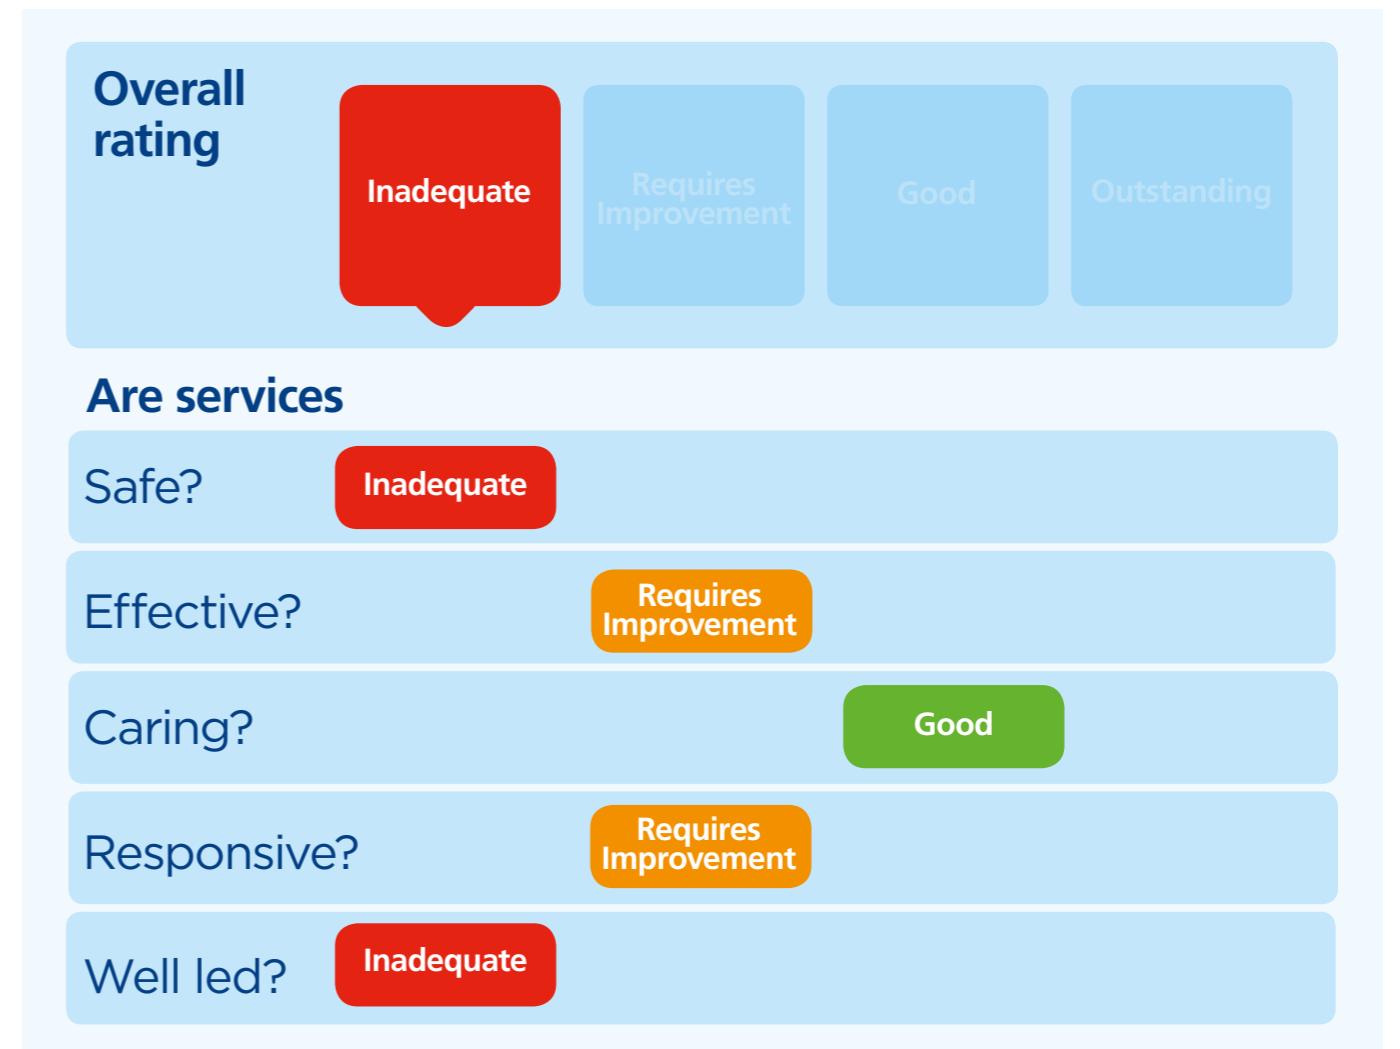 Overall
rating
Inadequate
Requires
Improvement
Good
Outstanding
Are services
Safe?
Inadequate
Effective?
Requires
Improvement
Caring?
Good
Responsive?
Requires
Improvement
Well led?
Inadequate